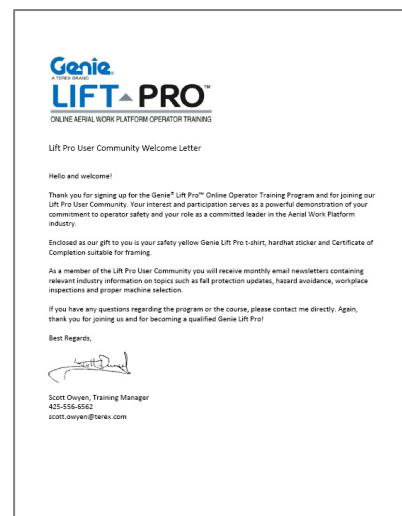 Genie
A TEREX BRAND
LIFT PRO™
ONLINE AERIAL WORK PLATFORM OPERATOR TRAINING
Lift Pro User Community Welcome Letter
Hello and welcome!
Thank you for signing up for the Genie® Lift Pro™ Online Operator Training Program and for joining our
Lift Pro User Community. Your interest and participation serves as a powerful demonstration of your
commitment to operator safety and your role as a committed leader in the Aerial Work Platform
industry.
Enclosed as our gift to you is your safety yellow Genie Lift Pro t-shirt, hardhat sticker and Certificate of
Completion suitable for framing.
As a member of the Lift Pro User Community you will receive monthly email newsletters containing
relevant industry information on topics such as fall protection updates, hazard avoidance, workplace
inspections and proper machine selection.
If you have any questions regarding the program or the course, please contact me directly. Again,
thank you for joining us and for becoming a qualified Genie Lift Pro!
Best Regards,
Scott Owyen, Training Manager
425-556-6562
scott.owyen@terex.com